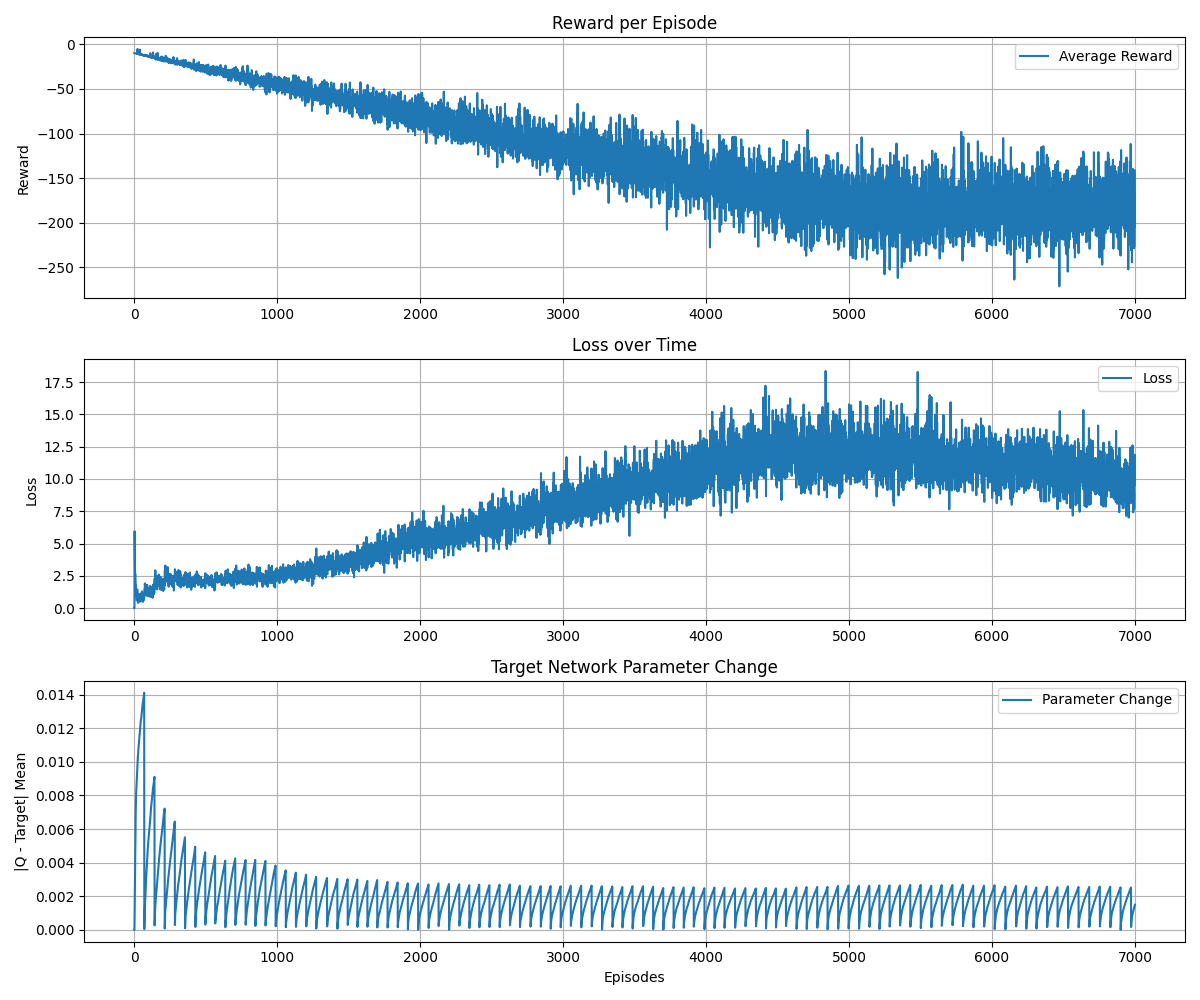 Reward per Episode
Average Reward
Reward
0
−50
−100
−150
−200
−250
0 1000 2000 3000 4000 5000 6000 7000
Loss over Time
Loss
Loss
17.5
15.0
12.5
10.0
7.5
5.0
2.5
0.0
0 1000 2000 3000 4000 5000 6000 7000
Target Network Parameter Change
Parameter Change
|Q - Target| Mean
0.014
0.012
0.010
0.008
0.006
0.004
0.002
0.000
0 1000 2000 3000 4000 5000 6000 7000
Episodes